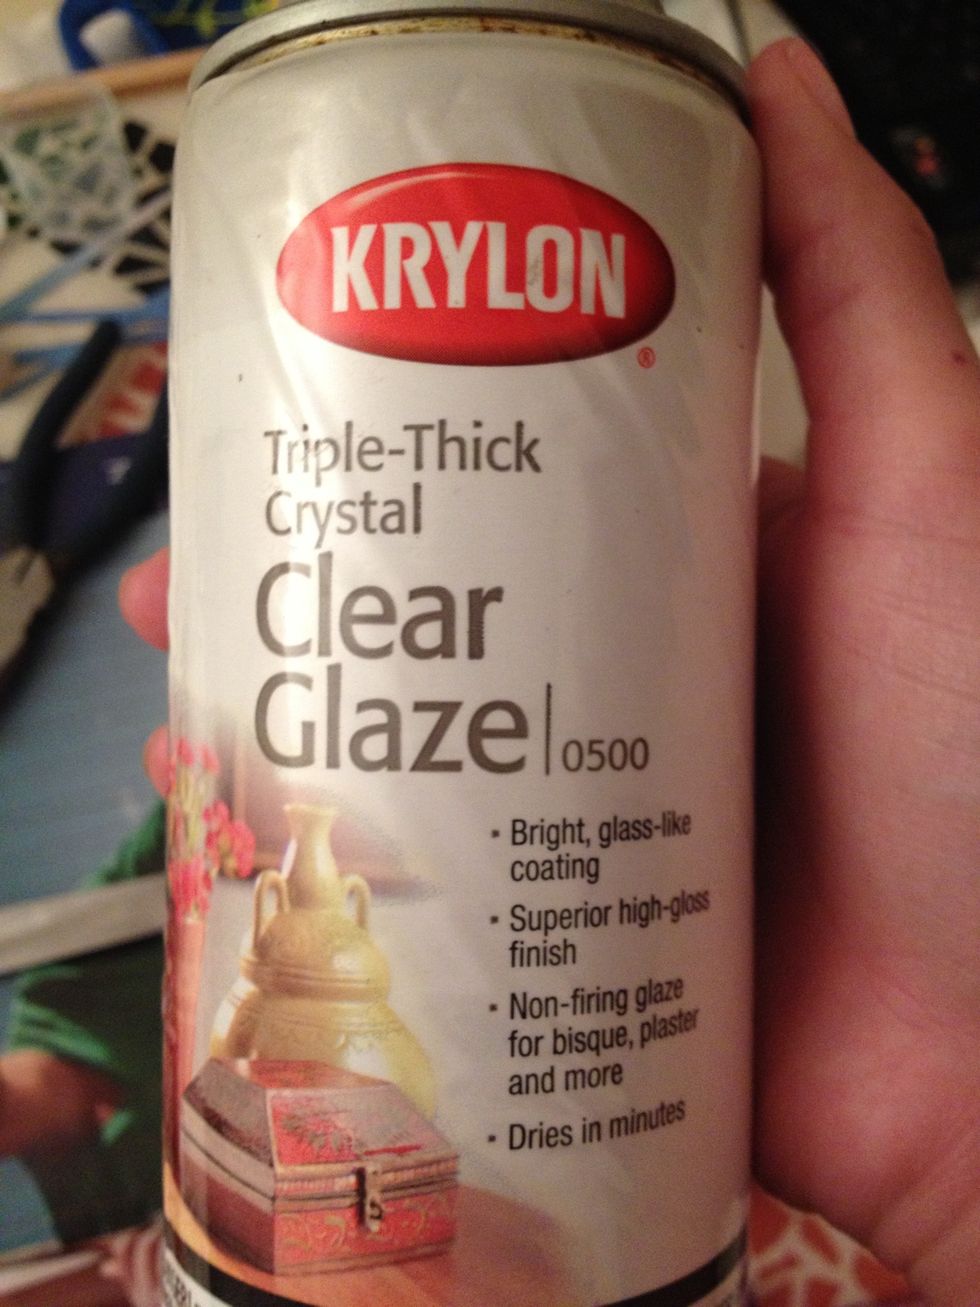 KRYLON
®
Triple-Thick
Crystal
Clear
Glaze 0500
• Bright, glass-like
coating
• Superior high-gloss
finish
• Non-firing glaze
for bisque, plaster
and more
• Dries in minutes